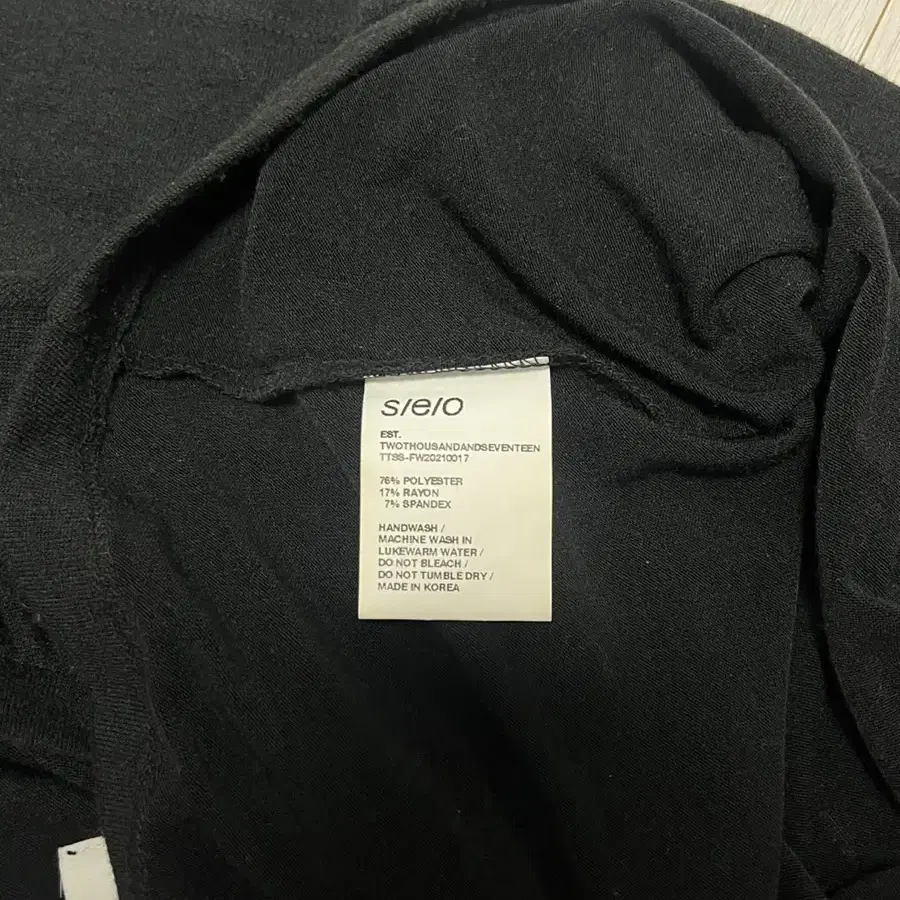 s/e/o
EST.
TWOTHOUSANDANDSEVENTEEN
TTSS-FW20210017
76% POLYESTER
17% RAYON
7% SPANDEX
HANDWASH /
MACHINE WASH IN
LUKEWARM WATER /
DO NOT BLEACH /
DO NOT TUMBLE DRY /
MADE IN KOREA